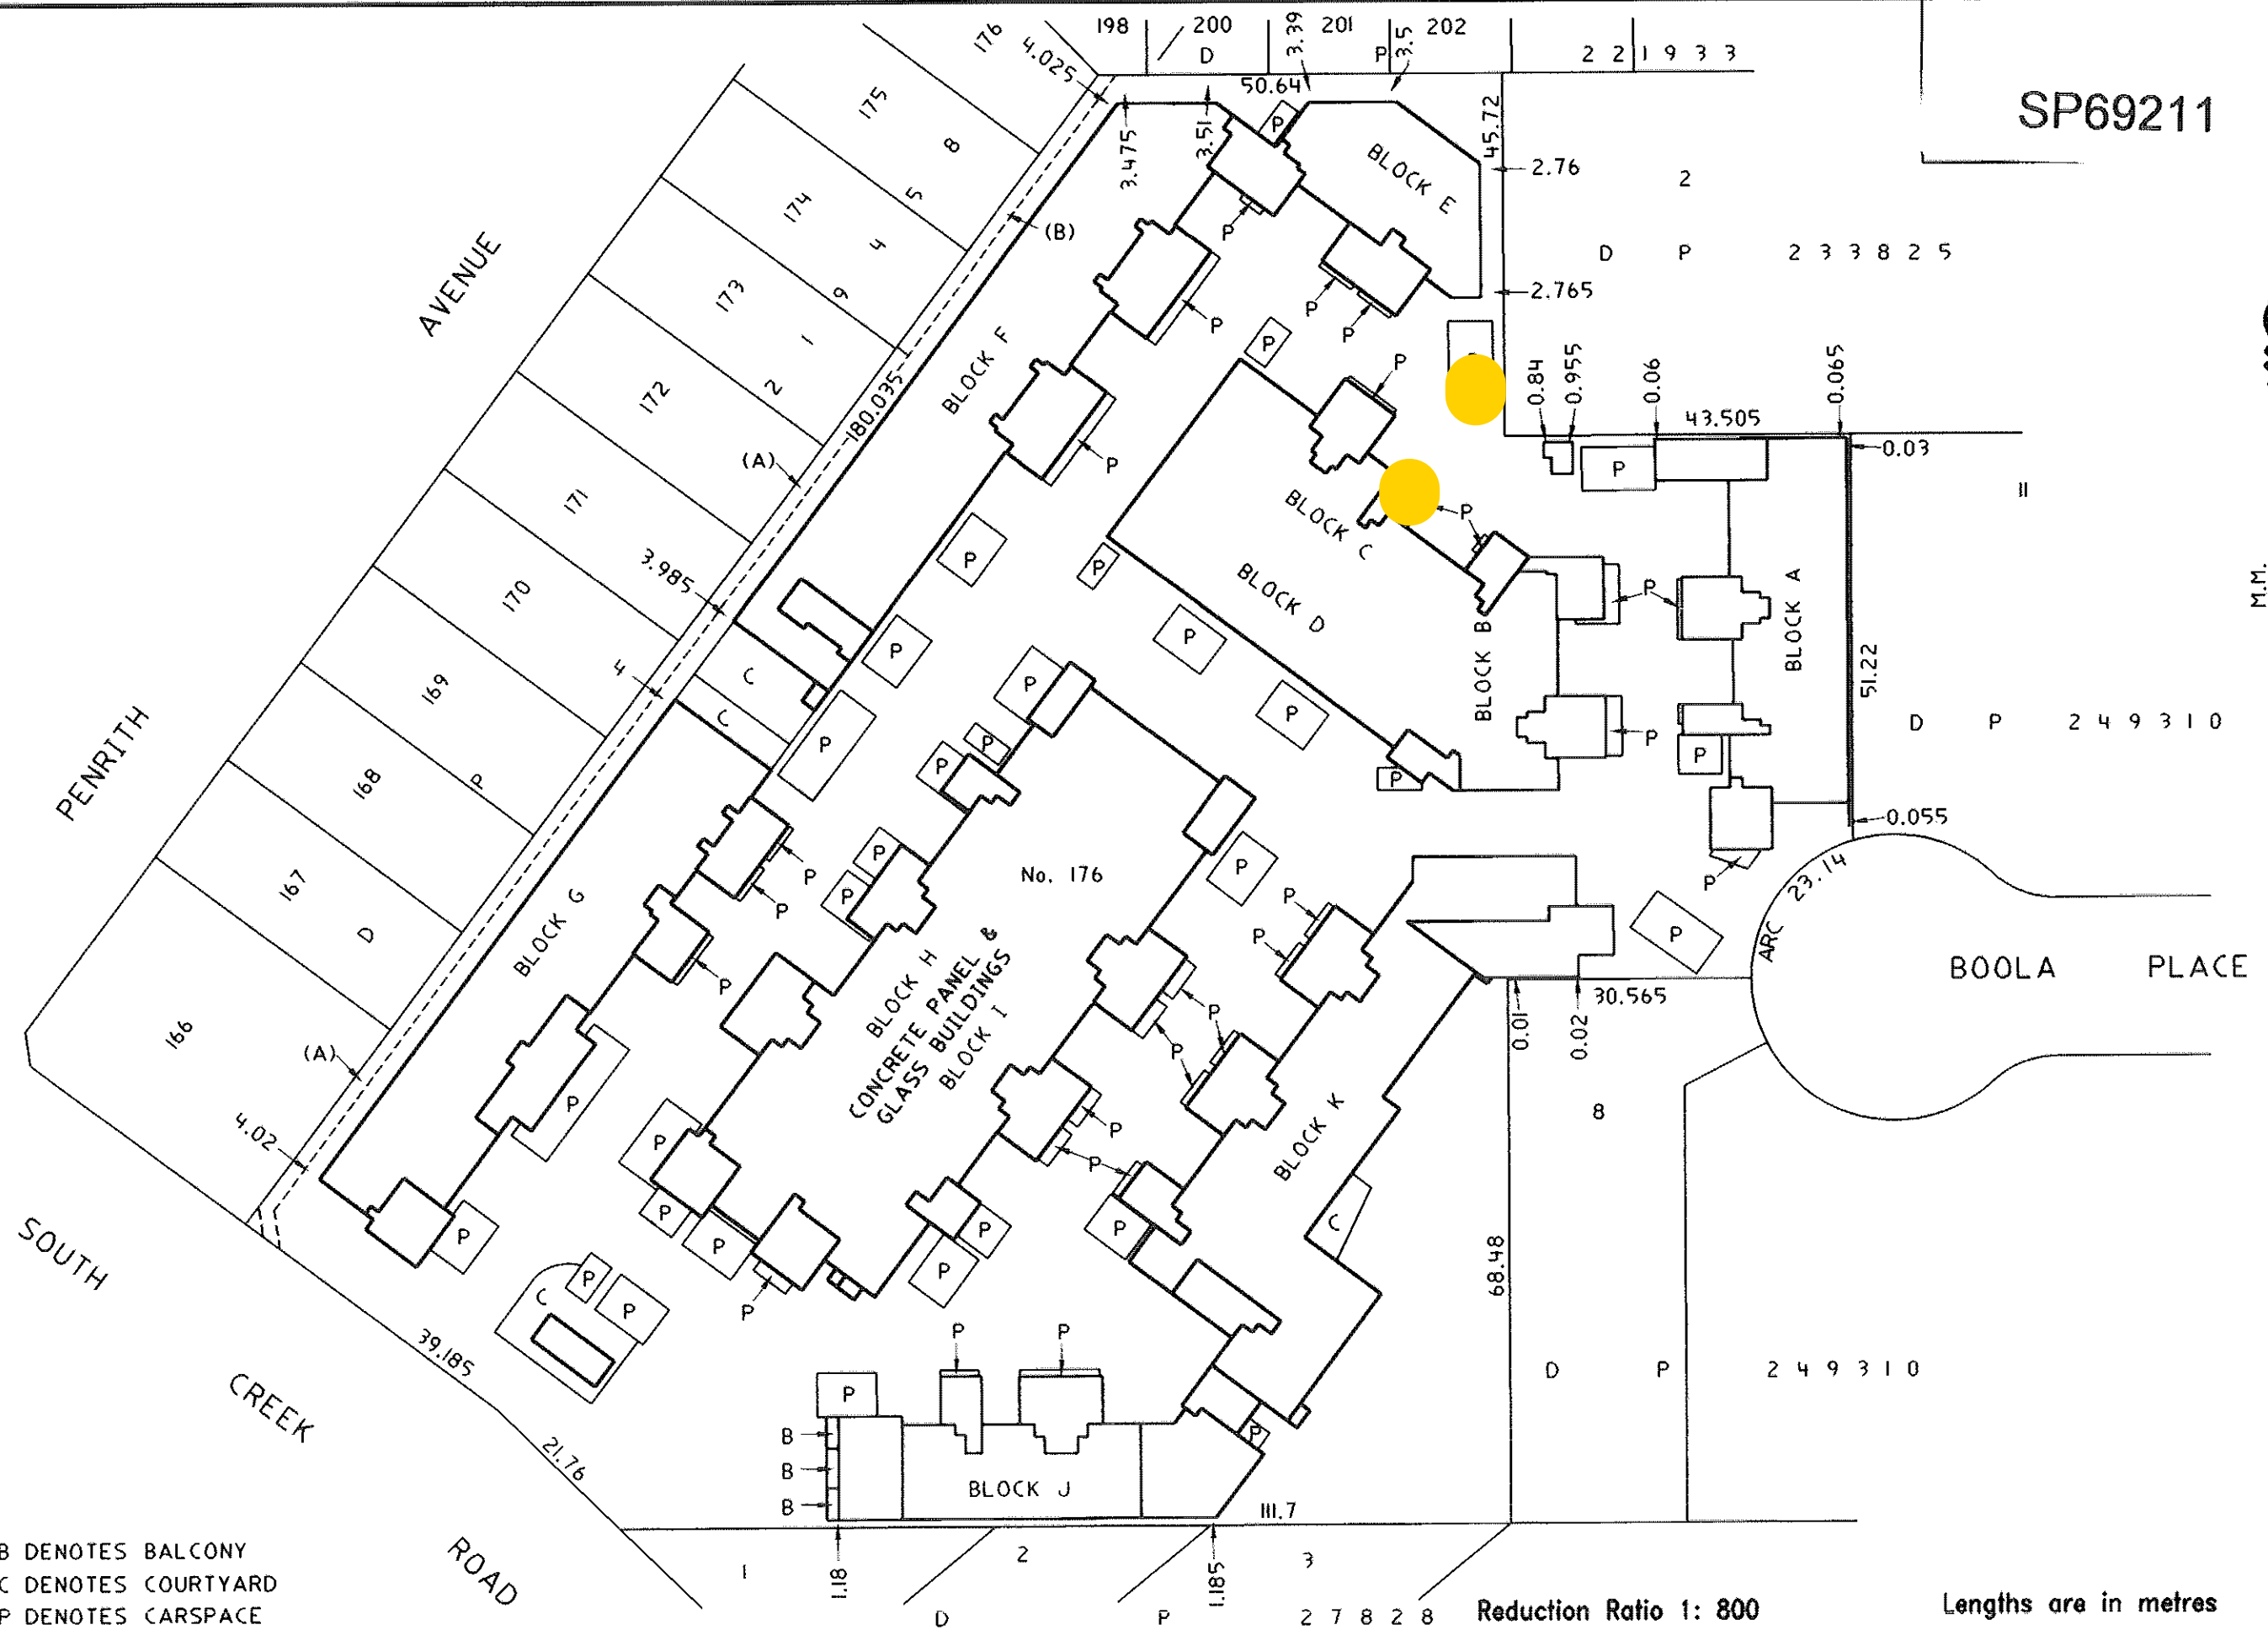 198
200
201
202
D
P
2 2 1 9 3 3
SP69211
176
4.025
3.39
3.5
50.64
175
8
3.475
3.51
P
45.72
BLOCK E
2.76
2
174
5
(B)
P
4
AVENUE
D P 2 3 3 8 2 5
173
9
P
P
P
2.765
1
BLOCK F
P
172
2
180.035
P
0.84
0.955
0.06
0.065
43.505
(A)
P
P
0.03
171
BLOCK C
P
11
3.985
P
P
BLOCK D
M.M.
170
P
BLOCK A
4
C
P
P
BLOCK B
169
C
P
P
51.22
P
PENRITH
168
P
P
P
P
P
P
D P 2 4 9 3 1 0
P
0.055
167
P
P
No. 176
P
P
ARC 23.14
D
BLOCK G
P
P
P
P
P
P
BOOLA PLACE
166
P
BLOCK H
CONCRETE PANEL &
GLASS BUILDINGS
BLOCK I
P
30.565
(A)
P
0.01
0.02
P
P
BLOCK K
8
4.02
P
P
SOUTH
P
P
P
P
P
P
C
68.48
P
C
P
P
P
39.185
CREEK
P
P
D P 2 4 9 3 1 0
P
B
P
21.76
B
BLOCK J
B
111.7
ROAD
B DENOTES BALCONY
C DENOTES COURTYARD
P DENOTES CARSPACE
1
1.18
2
1.185
3
D P 2 7 8 2 8
Reduction Ratio 1: 800
Lengths are in metres